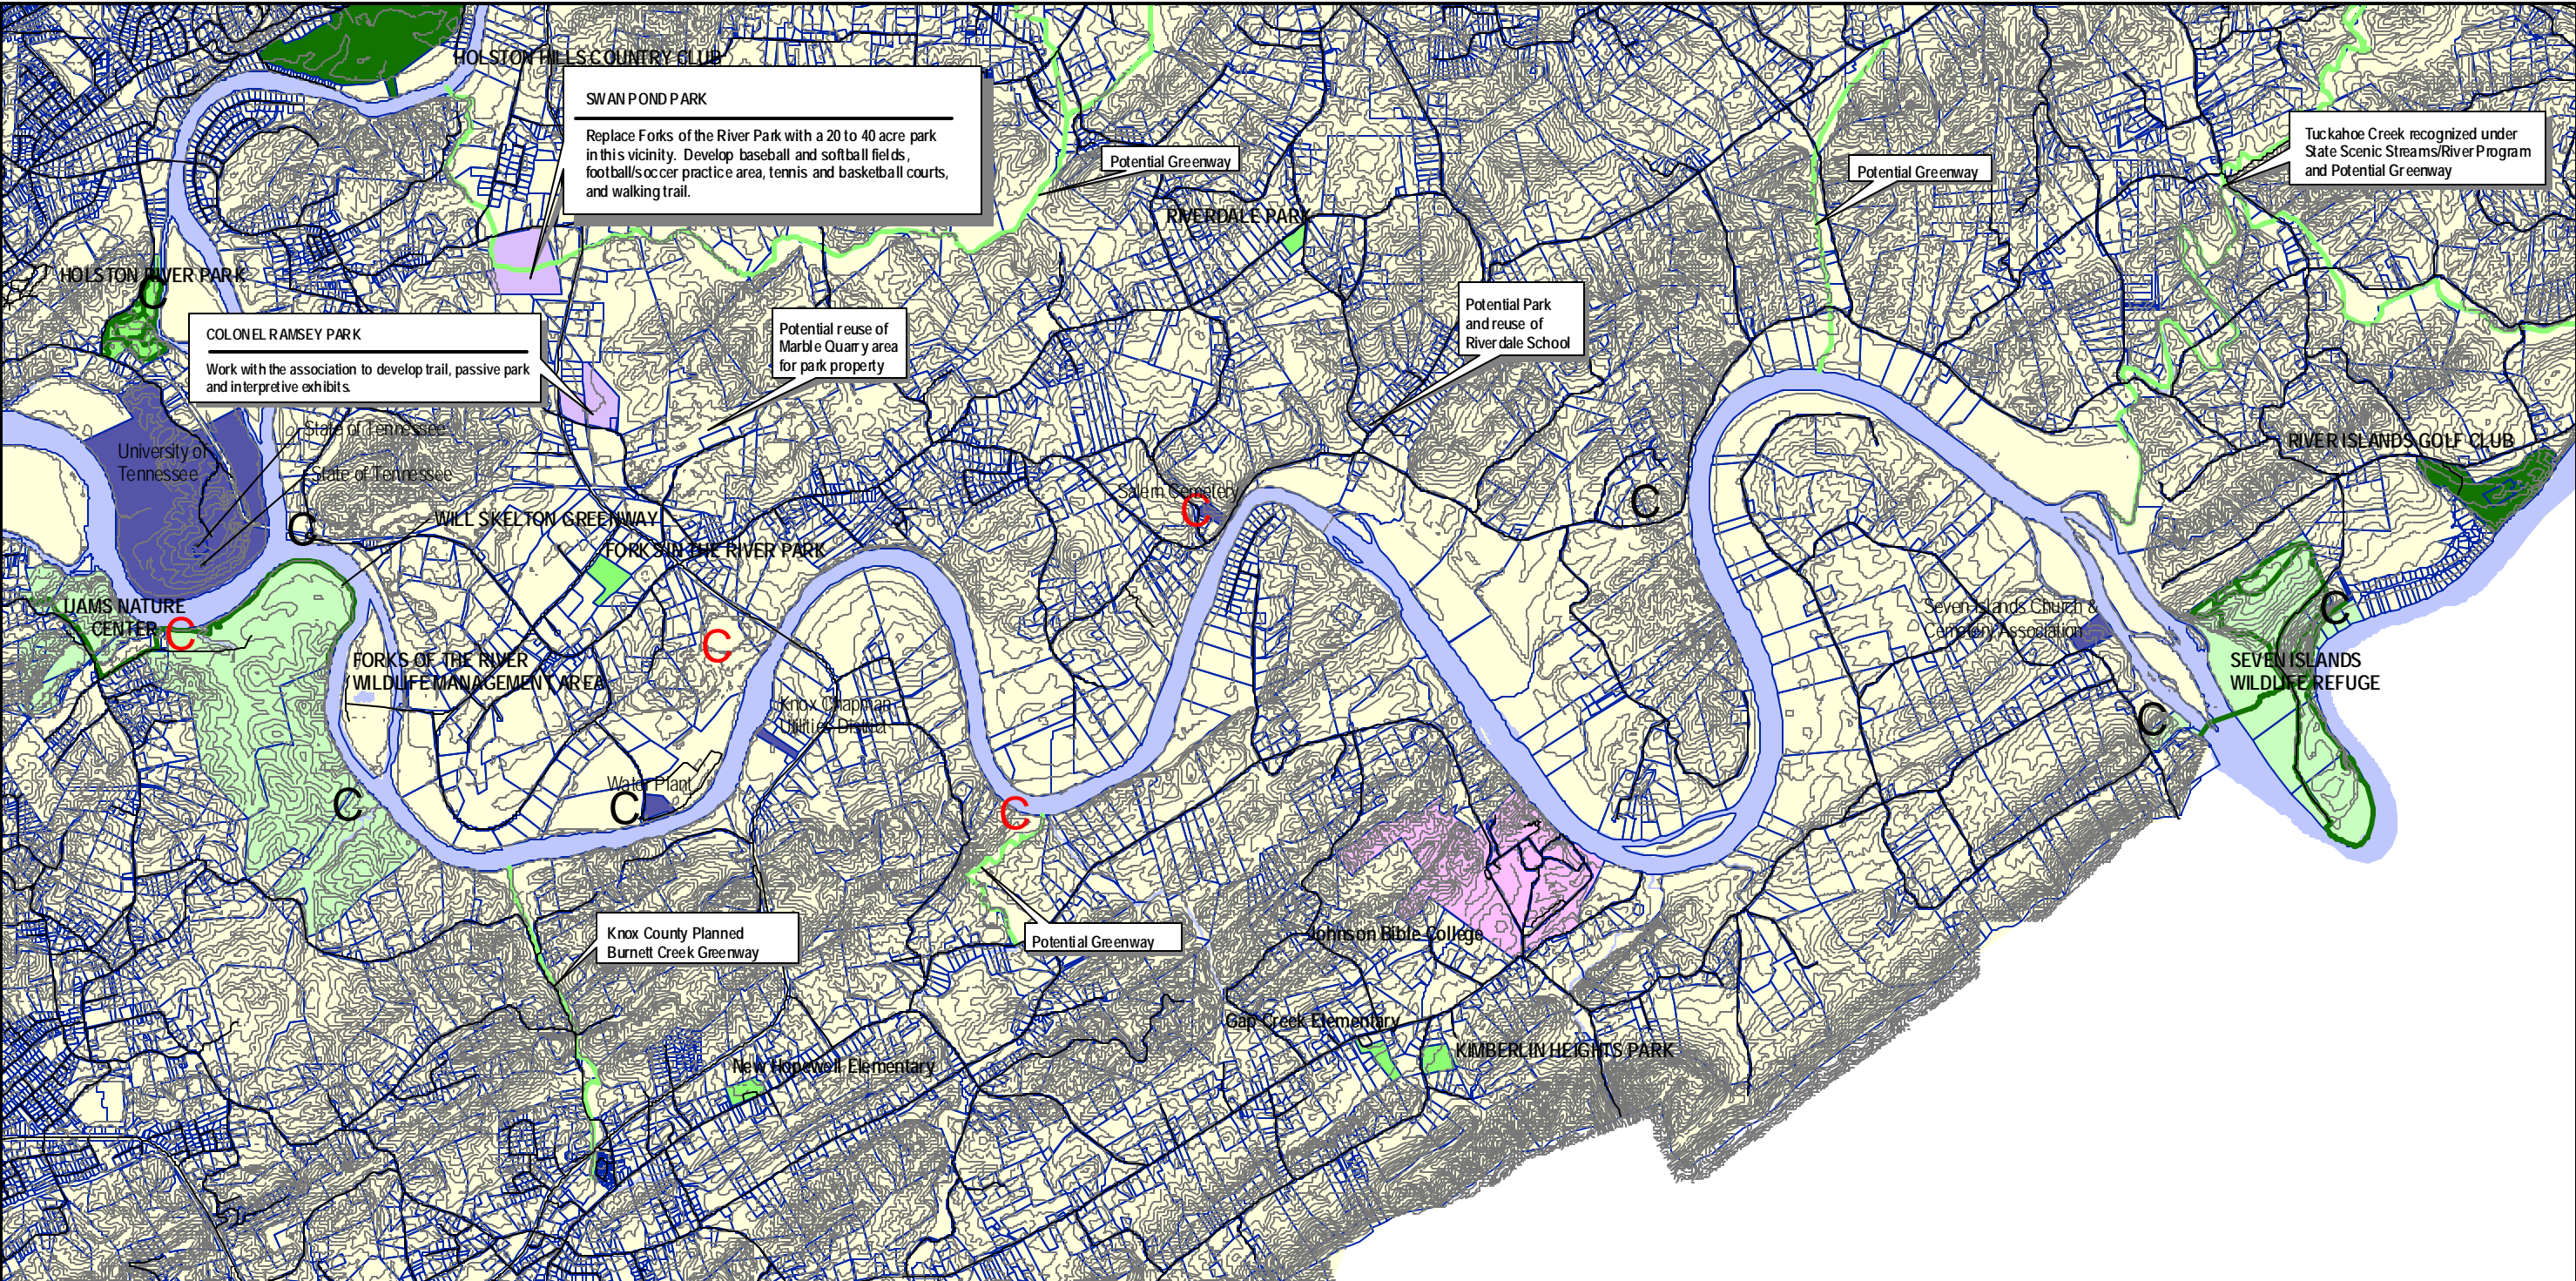 HOLSTON HILLS COUNTRY CLUB
SWAN POND PARK
Replace Forks of the River Park with a 20 to 40 acre park
in this vicinity. Develop baseball and softball fields,
football/soccer practice area, tennis and basketball courts,
and walking trail.
Potential Greenway
Potential Greenway
Tuckahoe Creek recognized under
State Scenic Streams/River Program
and Potential Greenway
RIVERDALE PARK
HOLSTON RIVER PARK
C
COLONEL RAMSEY PARK
Work with the association to develop trail, passive park
and interpretive exhibits.
Potential reuse of
Marble Quarry area
for park property
Potential Park
and reuse of
Riverdale School
State of Tennessee
University of
Tennessee
State of Tennessee
RIVER ISLANDS GOLF CLUB
Salem Cemetery
C
C
C
WILL SKELTON GREENWAY
FORKS IN THE RIVER PARK
IJAMS NATURE
CENTER
C
C
Seven Islands Church &
Cemetery Association
C
FORKS OF THE RIVER
WILDLIFE MANAGEMENT AREA
SEVEN ISLANDS
WILDLIFE REFUGE
Knox Chapman
Utilities District
C
Water Plant
C
C
C
Knox County Planned
Burnett Creek Greenway
Potential Greenway
Johnson Bible College
Gap Creek Elementary
KIMBERLIN HEIGHTS PARK
New Hopewell Elementary